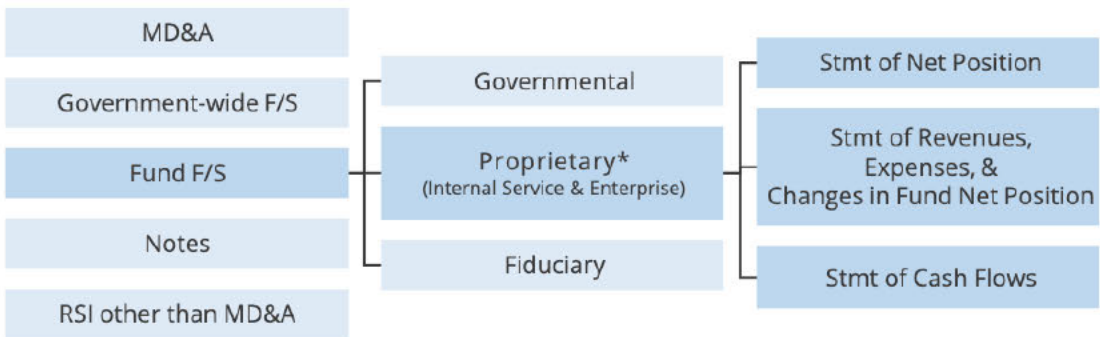 MD&A
Government-wide F/S
Fund F/S
Notes
RSI other than MD&A
Governmental
Proprietary*
(Internal Service & Enterprise)
Fiduciary
Stmt of Net Position
Stmt of Revenues,
Expenses, &
Changes in Fund Net Position
Stmt of Cash Flows